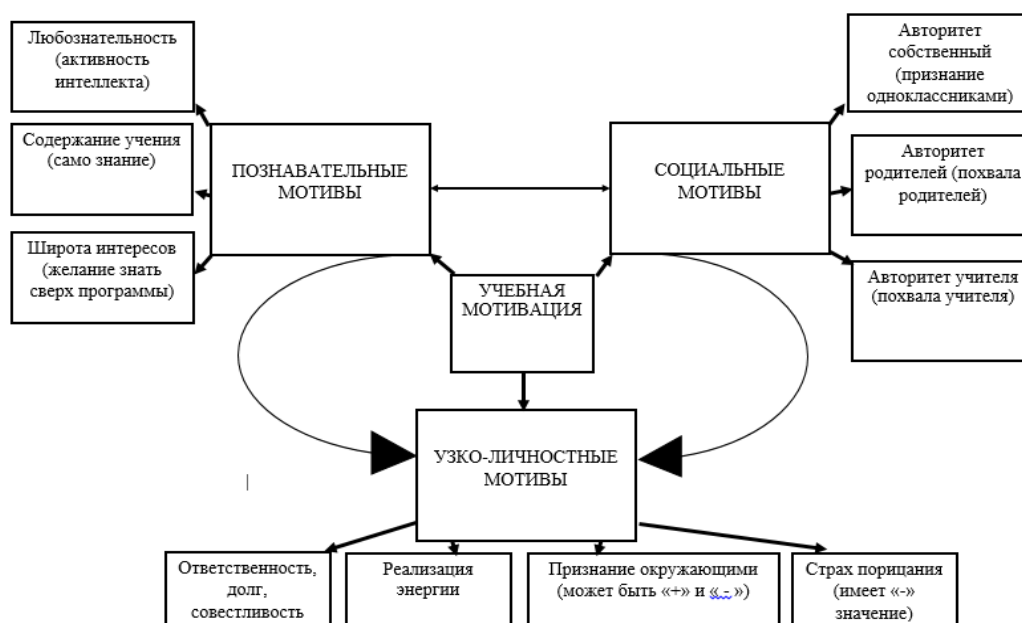 Любознательность
(активность
интеллекта)
Содержание учения
(само знание)
Широта интересов
(желание знать
сверх программы)
ПОЗНАВАТЕЛЬНЫЕ
МОТИВЫ
СОЦИАЛЬНЫЕ
МОТИВЫ
Авторитет
собственный
(признание
одноклассниками)
Авторитет
родителей (похвала
родителей)
Авторитет учителя
(похвала учителя)
УЧЕБНАЯ
МОТИВАЦИЯ
УЗКО-ЛИЧНОСТНЫЕ
МОТИВЫ
Ответственность,
долг,
совестливость
Реализация
энергии
Признание окружающими
(может быть «+» и « - »)
Страх порицания
(имеет «-»
значение)